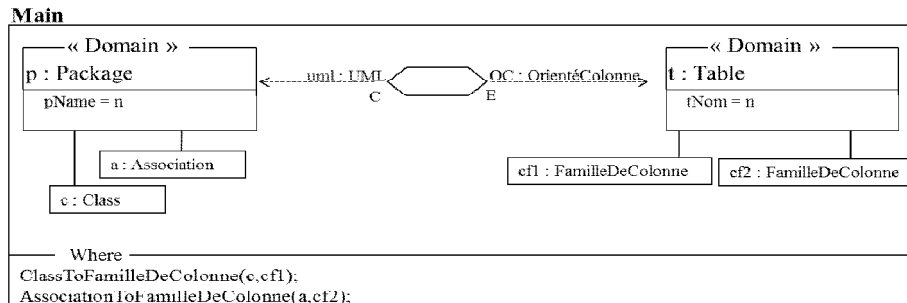 Main
« Domain »
p : Package
pName = n
a : Association
c : Class
uml : UML
C
OC : OrientéColonne
E
« Domain »
t : Table
tNom = n
cf1 : FamilleDeColonne
cf2 : FamilleDeColonne
Where
ClassToFamilleDeColonne(c,cf1);
AssociationToFamilleDeColonne(a,cf2);